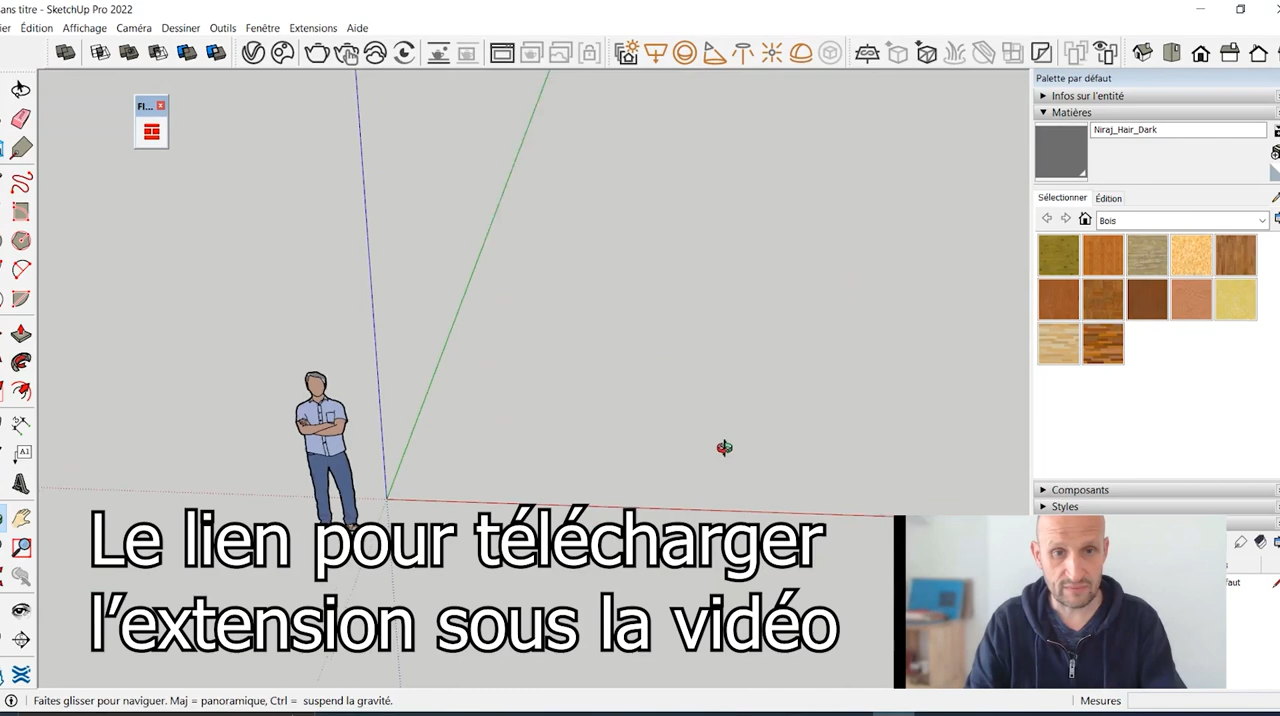 ans titre - SketchUp Pro 2022
ier Édition Affichage Caméra Dessiner Outils Fenêtre Extensions Aide
Palette par défaut
Fl...
Infos sur l'entité
Matières
Niraj_Hair_Dark
Sélectionner Édition
Bois
A1
Composants
Styles
Le lien pour télécharger
l'extension sous la vidéo
aut
Faites glisser pour naviguer. Maj = panoramique, Ctrl = suspend la gravité.
Mesures